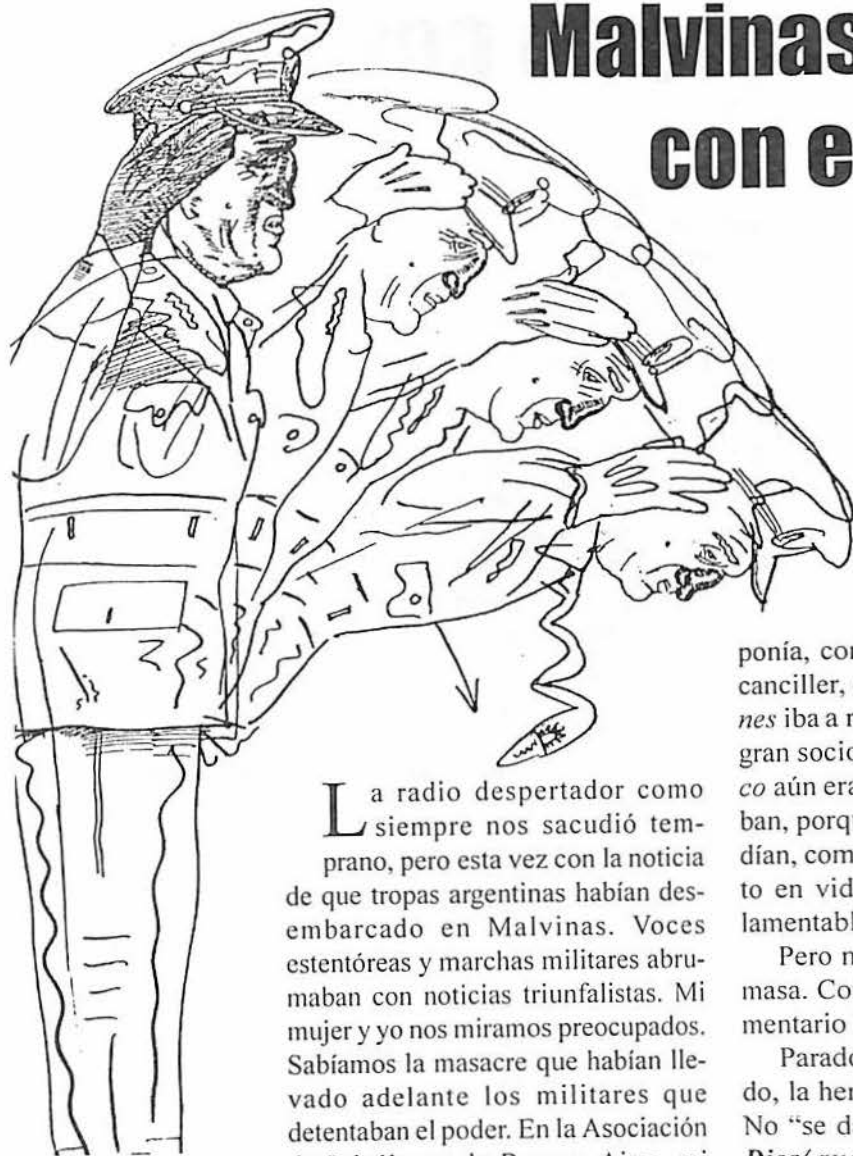 Malvinas
con e
La radio despertador como
siempre nos sacudió tem-
prano, pero esta vez con la noticia
de que tropas argentinas habían des-
embarcado en Malvinas. Voces
estentóreas y marchas militares abru-
maban con noticias triunfalistas. Mi
mujer y yo nos miramos preocupados.
Sabíamos la masacre que habían lle-
vado adelante los militares que
detentaban el poder. En la Asociación
ponía, con
canciller,
nes iba a r
gran socio
co aún era
ban, porqu
dían, com
to en vid
lamentabl
Pero n
masa. Co
mentario
Parado
do, la her
No “se d